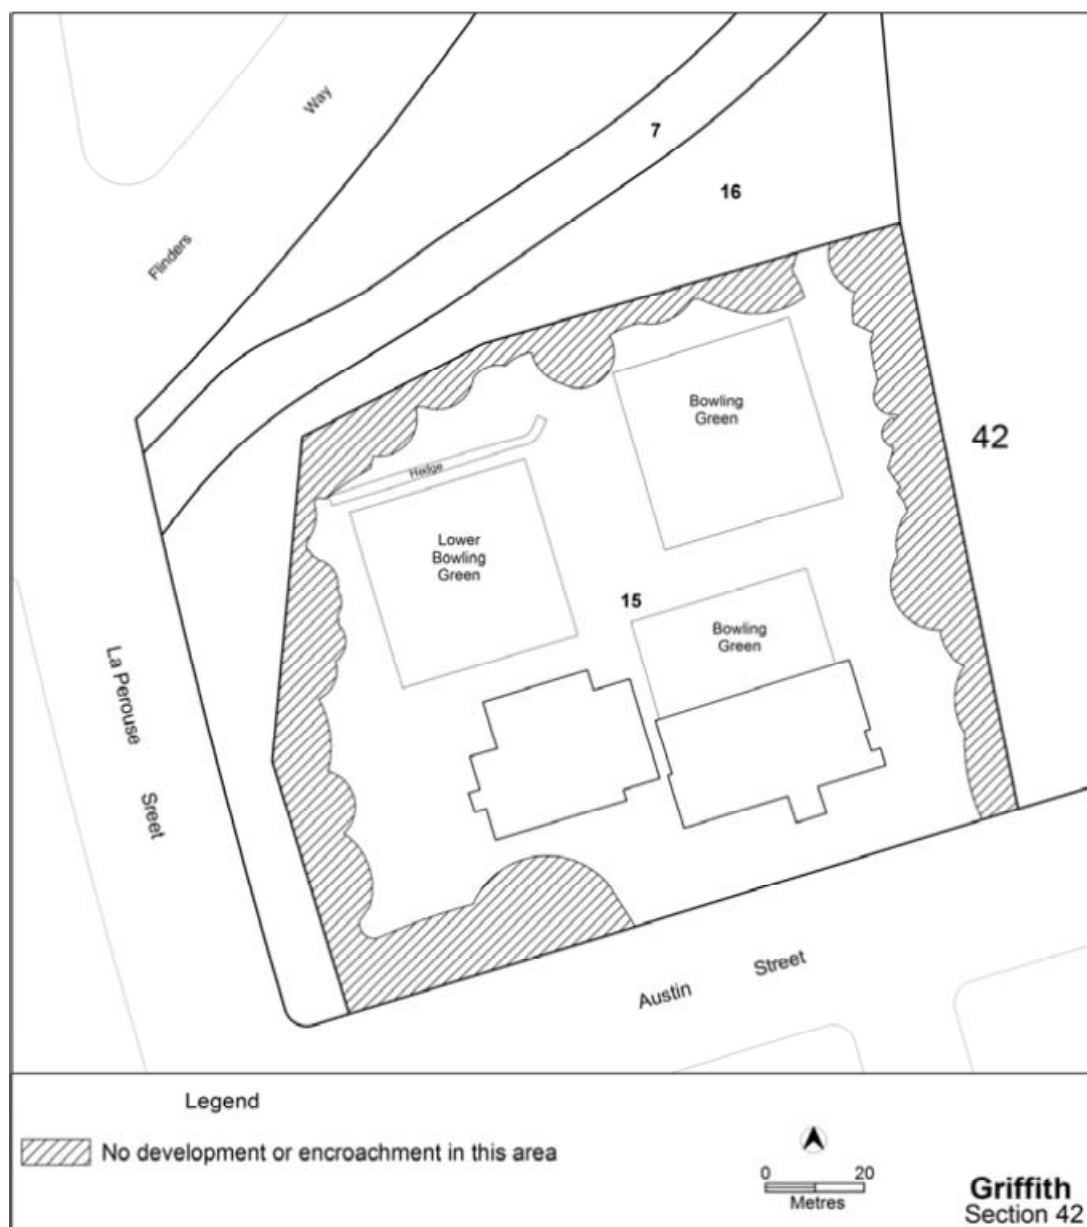 Way
Flinders
7
16
Bowling
Green
42
Hedge
Lower
Bowling
Green
15
Bowling
Green
La Perouse
Sreet
Street
Austin
Legend
No development or encroachment in this area
0 20
Metres
Griffith
Section 42